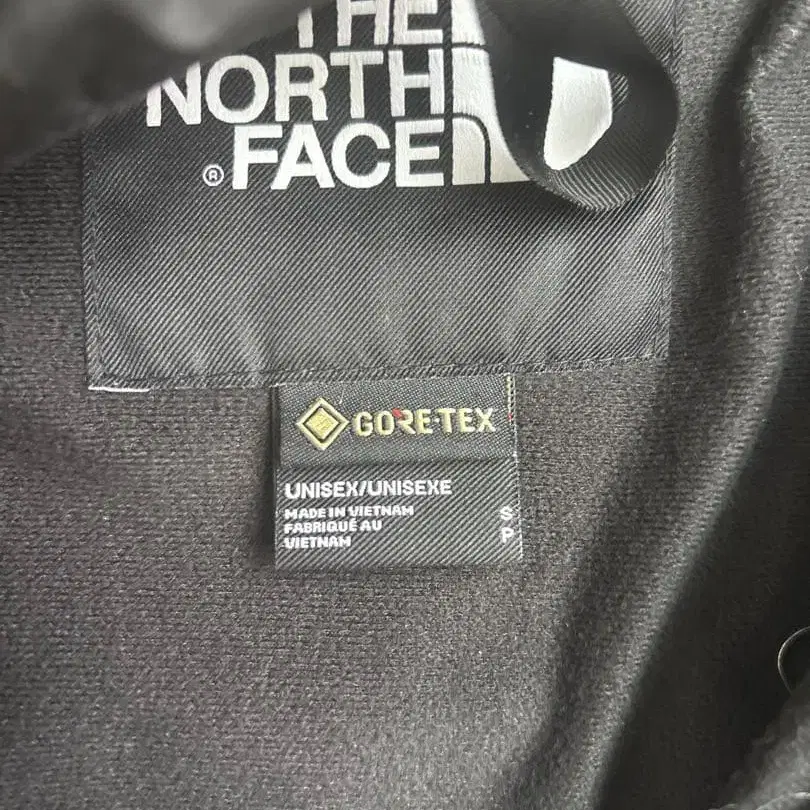 THE
NORTH
® FACE
GORE-TEX
UNISEX/UNISEXE
MADE IN VIETNAM
FABRIQUÉ AU
VIETNAM
S
P